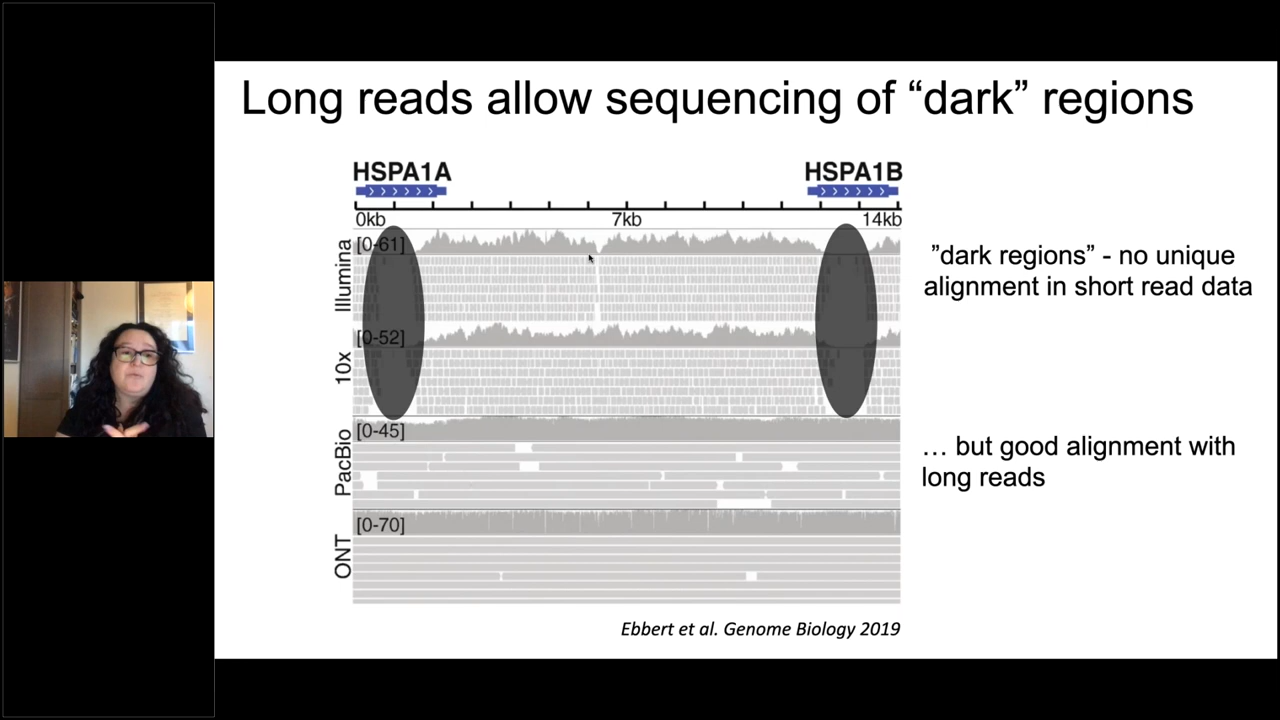 Long reads allow sequencing of “dark” regions
HSPA1A HSPA1B
0kb 7kb 14kb
Illumina
[0-61]
10x
[0-52]
PacBio
[0-45]
ONT
[0-70]
”dark regions” - no unique
alignment in short read data
… but good alignment with
long reads
Ebbert et al. Genome Biology 2019